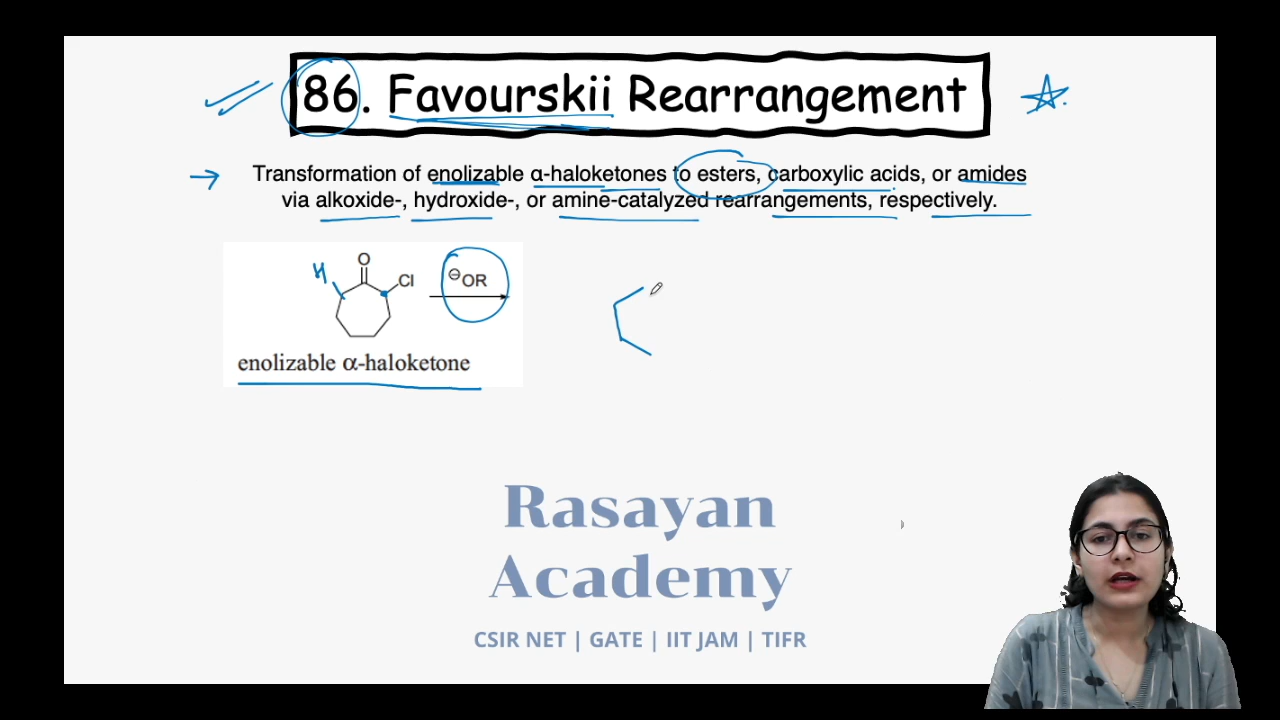 86. Favourskii Rearrangement
Transformation of enolizable α-haloketones to esters, carboxylic acids, or amides
via alkoxide-, hydroxide-, or amine-catalyzed rearrangements, respectively.
O
H
Cl
⊖OR
enolizable α-haloketone
Rasayan
Academy
CSIR NET | GATE | IIT JAM | TIFR